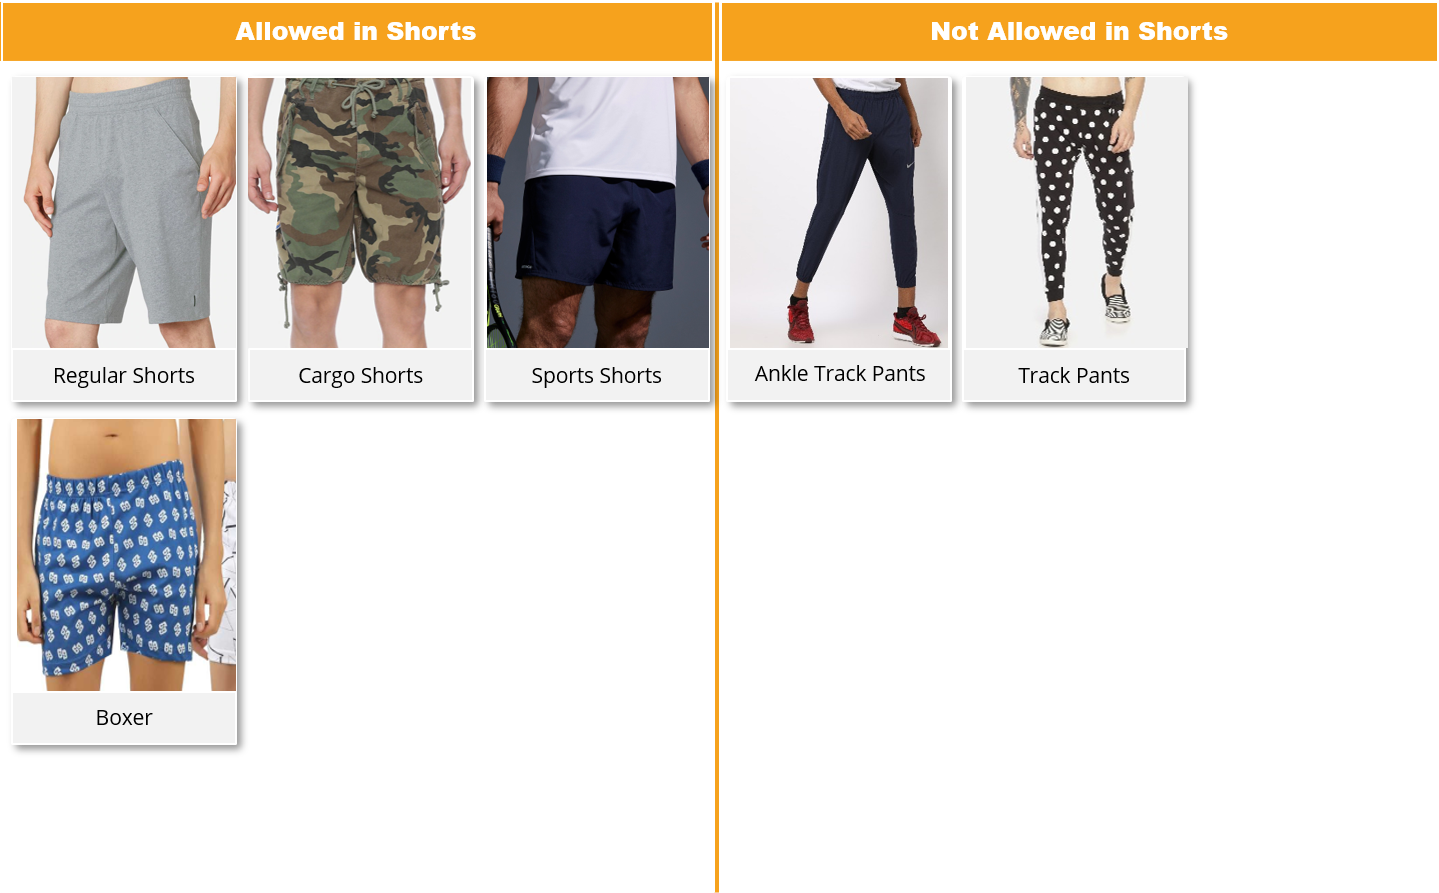 Allowed in Shorts
Not Allowed in Shorts
Regular Shorts
Cargo Shorts
Sports Shorts
Ankle Track Pants
Track Pants
Boxer